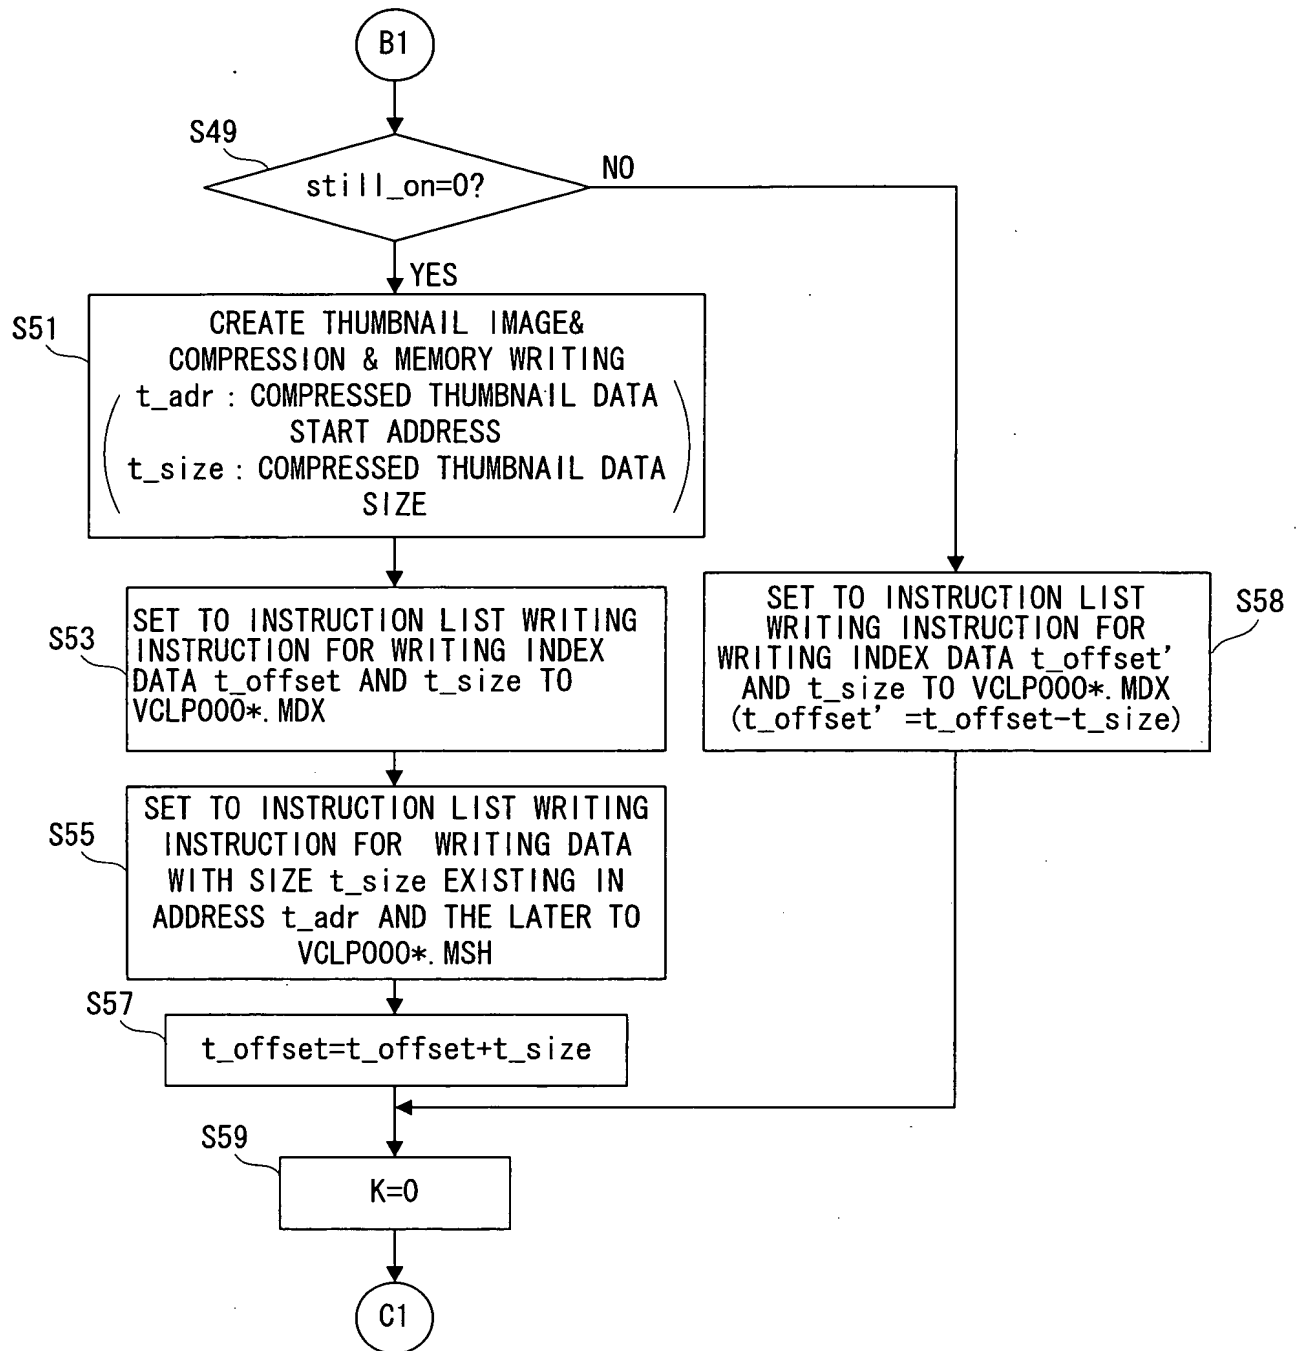 B1
S49
still_on=0?
NO
YES
S51
CREATE THUMBNAIL IMAGE&
COMPRESSION & MEMORY WRITING
t_adr : COMPRESSED THUMBNAIL DATA
START ADDRESS
t_size : COMPRESSED THUMBNAIL DATA
SIZE
S53
SET TO INSTRUCTION LIST WRITING
INSTRUCTION FOR WRITING INDEX
DATA t_offset AND t_size TO
VCLP000*.MDX
S58
SET TO INSTRUCTION LIST
WRITING INSTRUCTION FOR
WRITING INDEX DATA t_offset'
AND t_size TO VCLP000*.MDX
(t_offset' =t_offset-t_size)
S55
SET TO INSTRUCTION LIST WRITING
INSTRUCTION FOR WRITING DATA
WITH SIZE t_size EXISTING IN
ADDRESS t_adr AND THE LATER TO
VCLP000*.MSH
S57
t_offset=t_offset+t_size
S59
K=0
C1